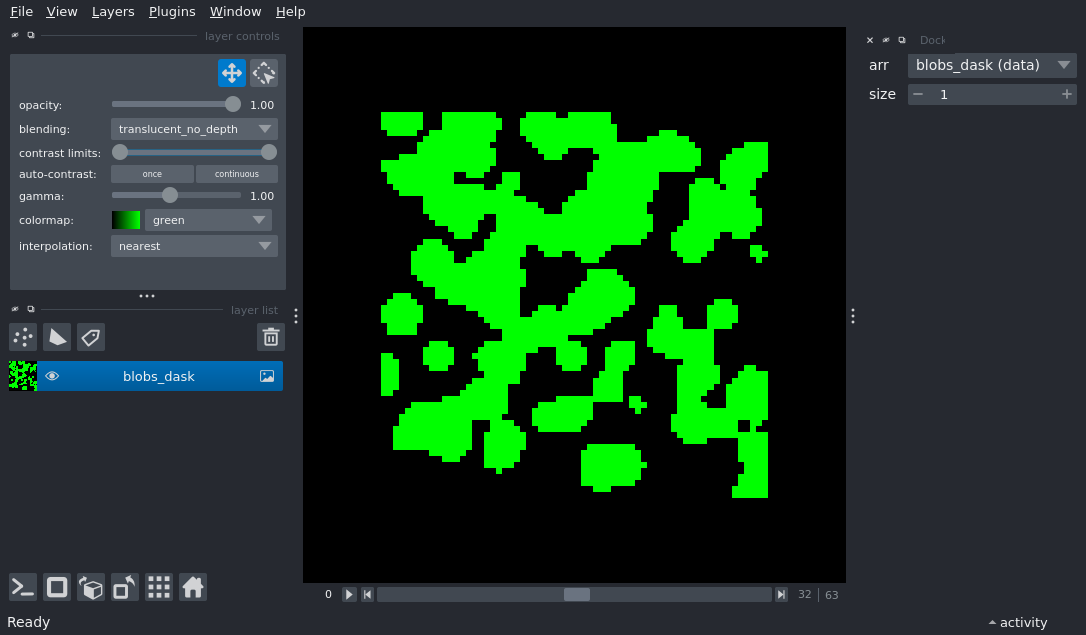 File View Layers Plugins Window Help
layer controls
Dock
opacity: 1.00
blending: translucent_no_depth
contrast limits:
auto-contrast: once continuous
gamma: 1.00
colormap: green
interpolation: nearest
layer list
blobs_dask
arr blobs_dask (data)
size 1
0 32 63
Ready
activity